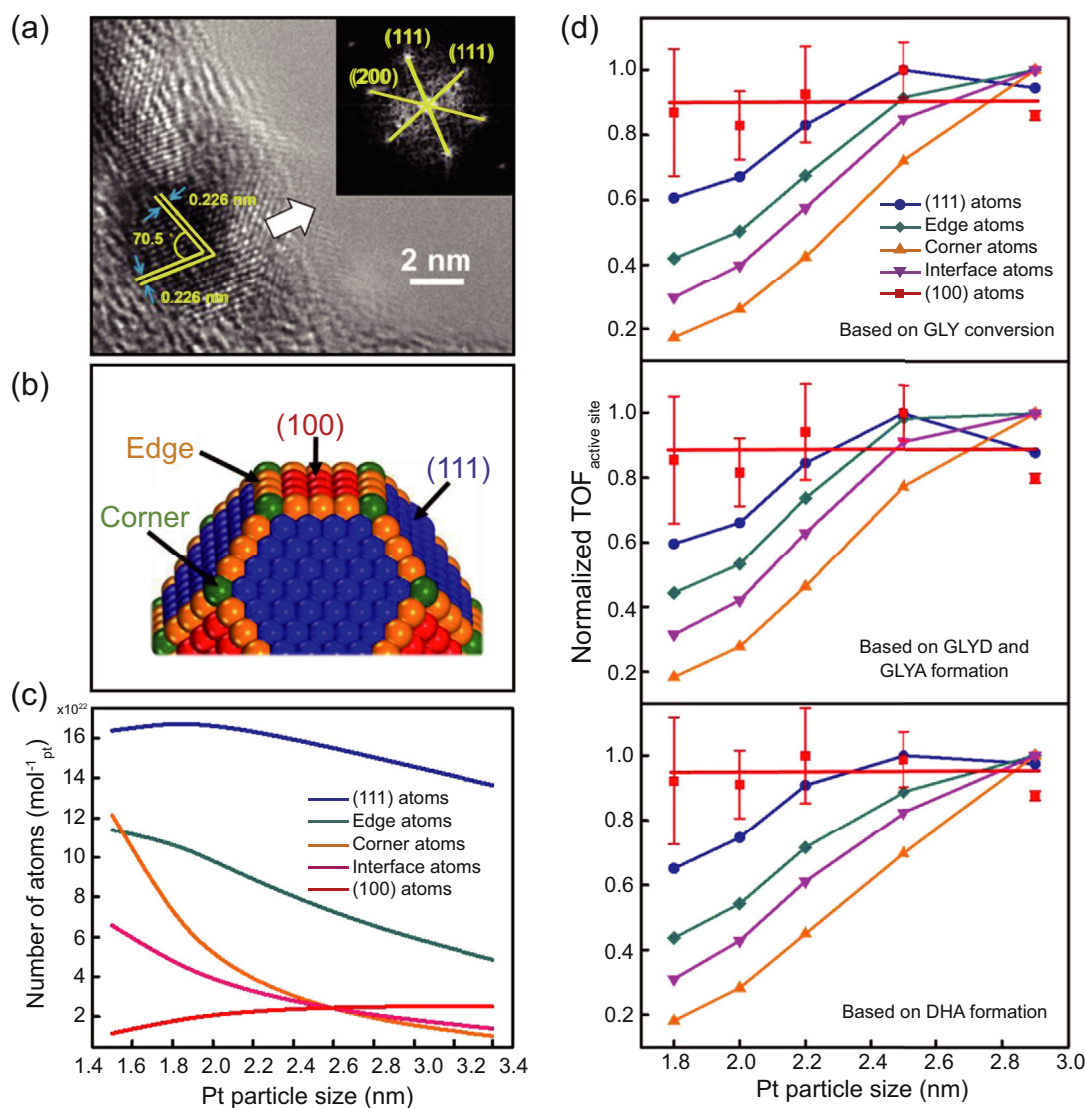 (a)
(111)
(111)
(200)
0.226 nm
70.5 °
0.226 nm
2 nm
(b)
(100)
Edge
(111)
Corner
(c)
x10²²
16
14
12
10
8
6
4
2
Number of atoms (mol⁻¹pt)
(111) atoms
Edge atoms
Corner atoms
Interface atoms
(100) atoms
1.4 1.6 1.8 2.0 2.2 2.4 2.6 2.8 3.0 3.2 3.4
Pt particle size (nm)
(d)
1.0
0.8
0.6
0.4
0.2
(111) atoms
Edge atoms
Corner atoms
Interface atoms
(100) atoms
Based on GLY conversion
Normalized TOF active site
1.0
0.8
0.6
0.4
0.2
Based on GLYD and
GLYA formation
1.0
0.8
0.6
0.4
0.2
Based on DHA formation
1.8 2.0 2.2 2.4 2.6 2.8 3.0
Pt particle size (nm)